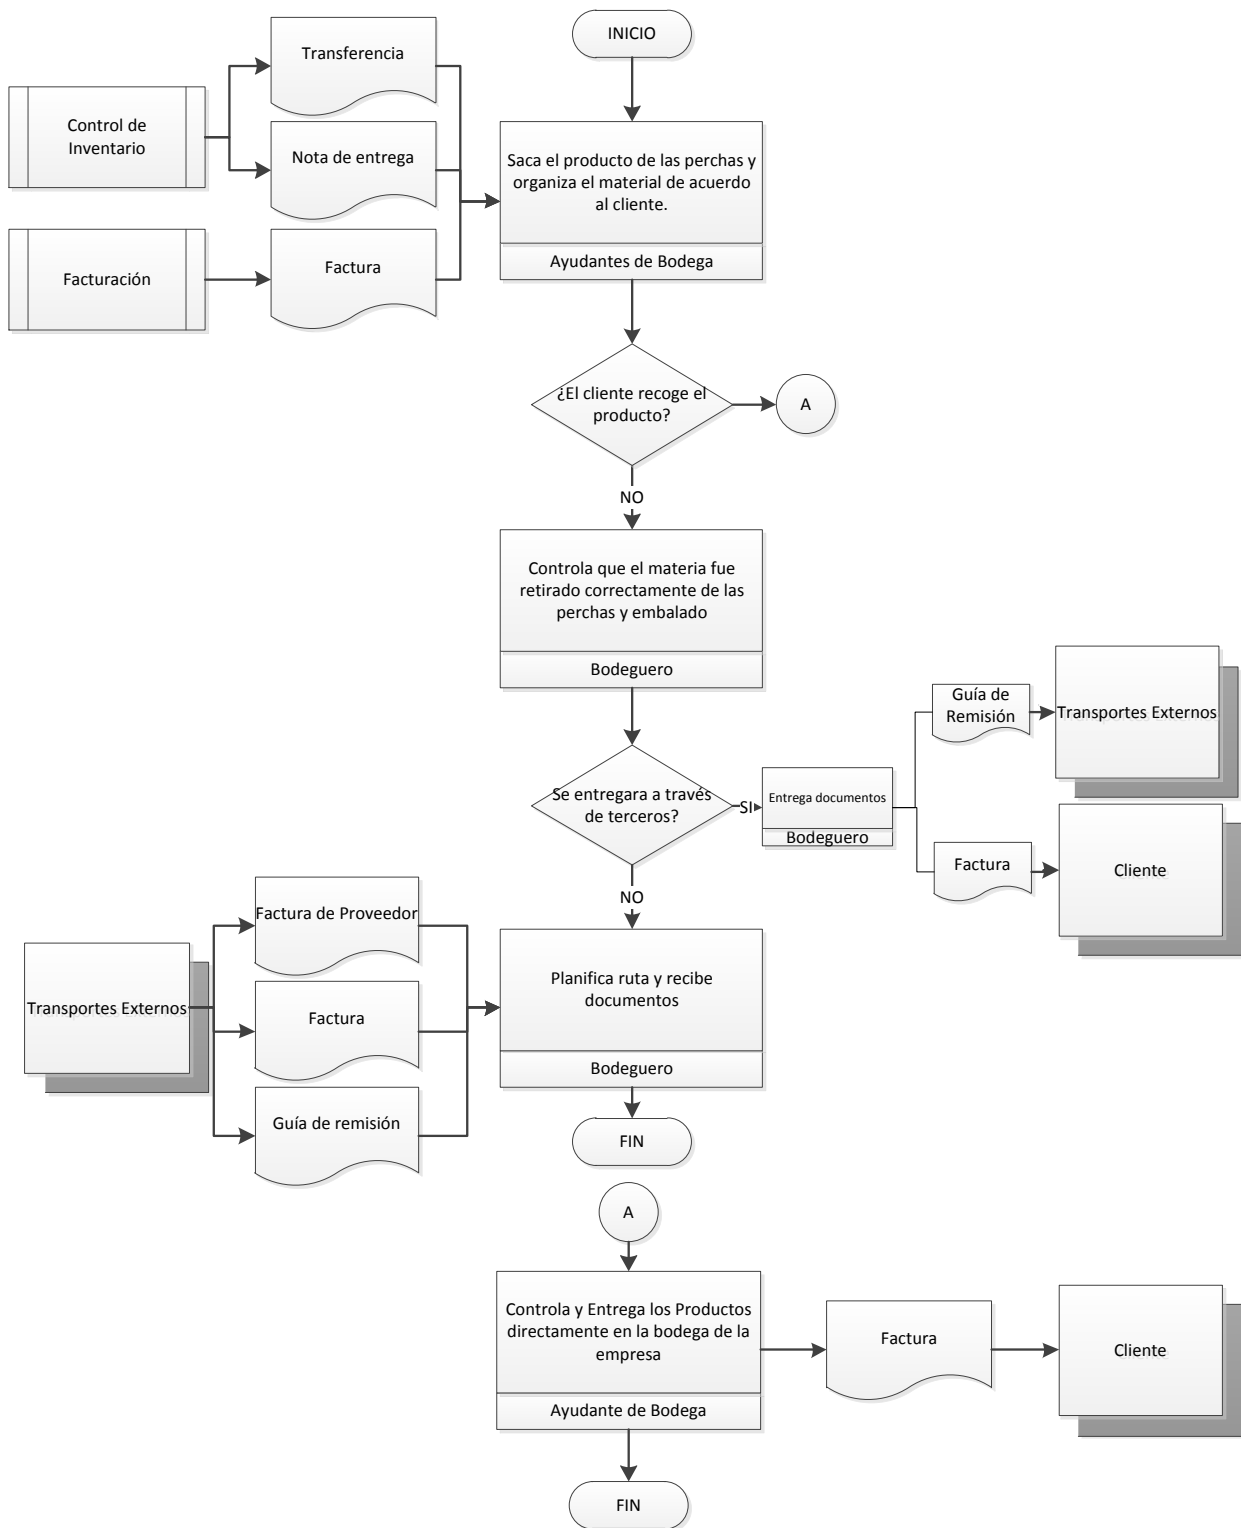 INICIO
Transferencia
Control de
Inventario
Nota de entrega
Saca el producto de las perchas y
organiza el material de acuerdo
al cliente.
Ayudantes de Bodega
Facturación
Factura
¿El cliente recoge el
producto?
A
NO
Controla que el materia fue
retirado correctamente de las
perchas y embalado
Bodeguero
Guía de
Remisión
Transportes Externos
Se entregara a través
de terceros?
SI
Entrega documentos
Bodeguero
Factura
Cliente
NO
Factura de Proveedor
Transportes Externos
Factura
Guía de remisión
Planifica ruta y recibe
documentos
Bodeguero
FIN
A
Controla y Entrega los Productos
directamente en la bodega de la
empresa
Ayudante de Bodega
Factura
Cliente
FIN